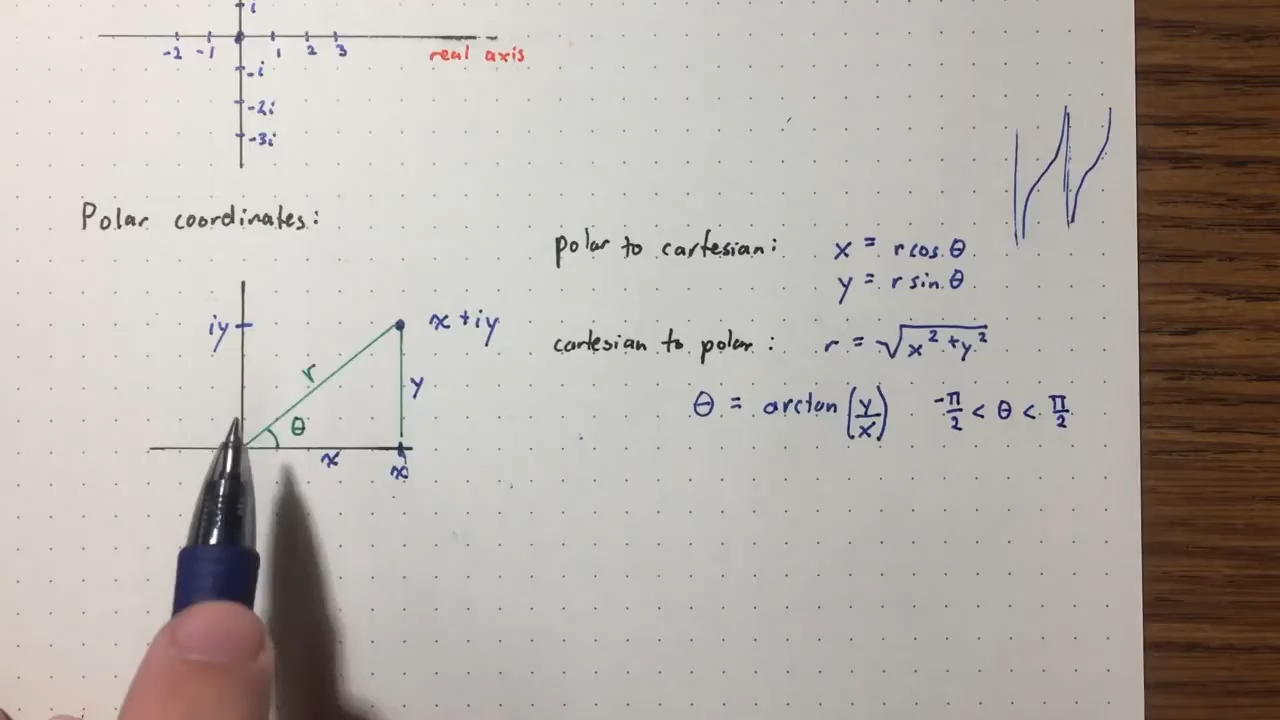 i
-2 -1 1 2 3
real axis
-i
-2i
-3i
Polar coordinates:
polar to cartesian: x = r cos θ
y = r sin θ
iy
x + iy
cartesian to polar: r = √(x² + y²)
r
y
θ = arctan (y/x) -π/2 < θ < π/2
θ
x
x